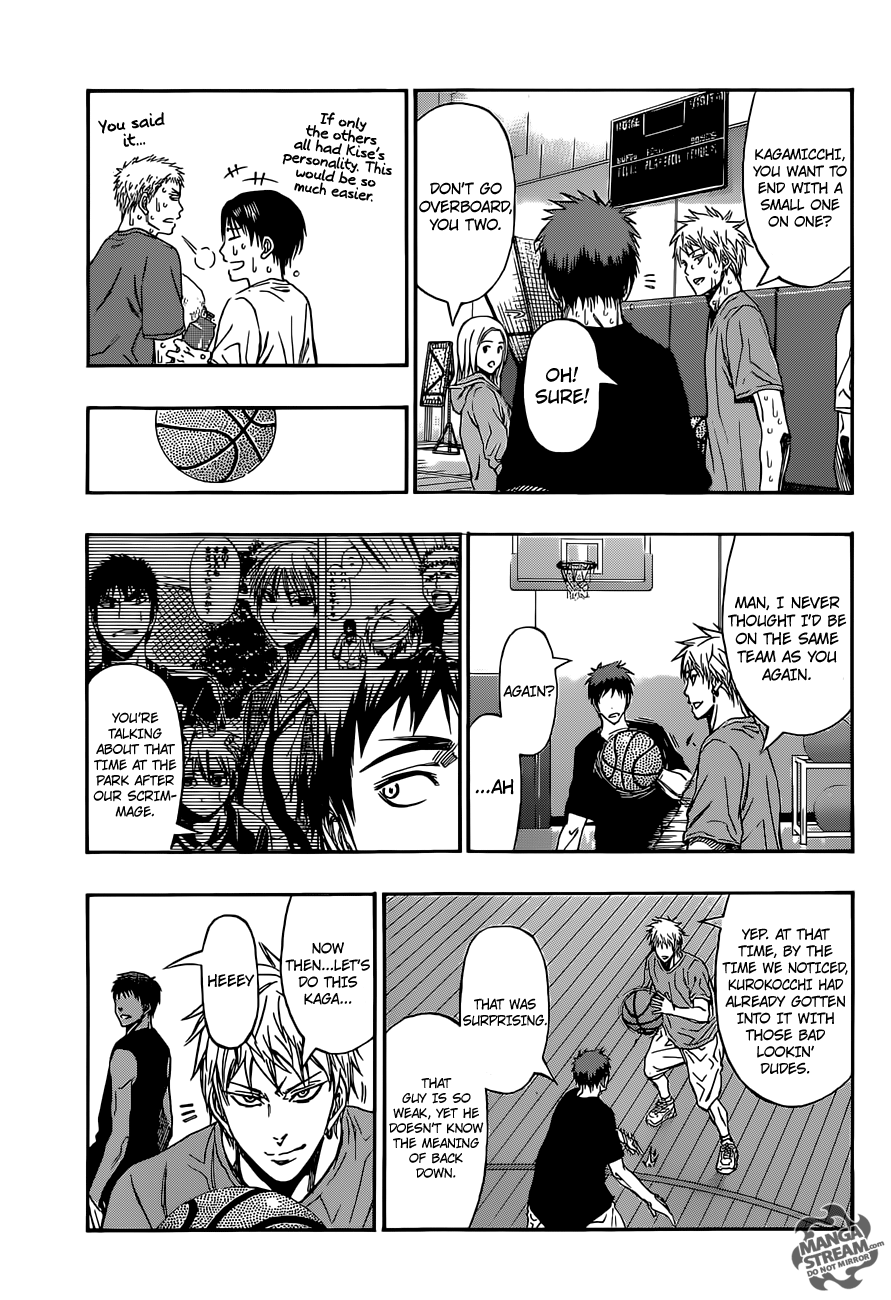 KAGAMICCHI,
YOU WANT TO
END WITH A
SMALL ONE
ON ONE?
DON'T GO
OVERBOARD,
YOU TWO.
OH!
SURE!
If only
the others
all had Kise's
personality. This
would be so
much easier.
You said
it...
MAN, I NEVER
THOUGHT I'D BE
ON THE SAME
TEAM AS YOU
AGAIN.
AGAIN?
...AH
YOU'RE
TALKING
ABOUT THAT
TIME AT THE
PARK AFTER
OUR SCRIM-
MAGE.
YEP. AT THAT
TIME, BY THE
TIME WE NOTICED,
KUROKOCCHI HAD
ALREADY GOTTEN
INTO IT WITH
THOSE BAD
LOOKIN'
DUDES.
THAT WAS
SURPRISING.
THAT
GUY IS SO
WEAK, YET HE
DOESN'T KNOW
THE MEANING
OF BACK
DOWN.
NOW
THEN...LET'S
DO THIS
KAGA...
HEEEY
MANGA
STREAM.com
DO NOT MIRROR